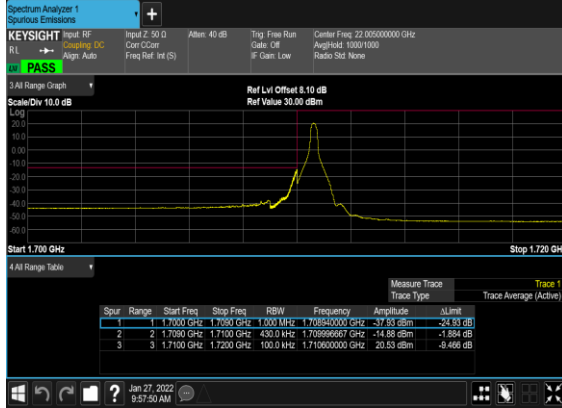 Spectrum Analyzer 1
Spurious Emissions
+
KEYSIGHT Input: RF Input Z: 50 Ω Atten: 40 dB Trig: Free Run Center Freq: 22.005000000 GHz
RL Coupling: DC Corr CCorr Gate: Off Avg|Hold: 1000/1000
Align: Auto Freq Ref: Int (S) IF Gain: Low Radio Std: None
PASS
3 All Range Graph
Ref Lvl Offset 8.10 dB
Scale/Div 10.0 dB Ref Value 30.00 dBm
Log
20.0
10.0
0.00
-10.0
-20.0
-30.0
-40.0
-50.0
-60.0
Start 1.700 GHz Stop 1.720 GH
4 All Range Table
Measure Trace Trace 1
Trace Type Trace Average (Active)
Spur Range Start Freq Stop Freq RBW Frequency Amplitude ΔLimit
1 1 1.7000 GHz 1.7090 GHz 1.000 MHz 1.708940000 GHz -37.93 dBm -24.93 dB
2 2 1.7090 GHz 1.7100 GHz 430.0 kHz 1.709996667 GHz -14.88 dBm -1.884 dB
3 3 1.7100 GHz 1.7200 GHz 100.0 kHz 1.710600000 GHz 20.53 dBm -9.466 dB
? Jan 27, 2022
9:57:50 AM